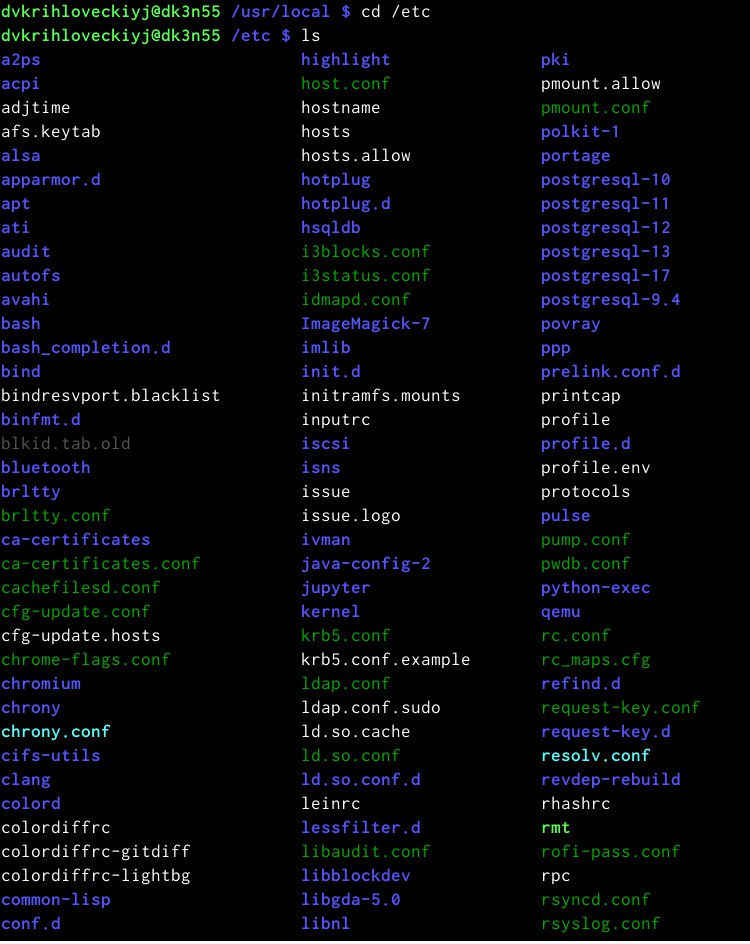 dvkrihloveckiyj@dk3n55 /usr/local $ cd /etc
dvkrihloveckiyj@dk3n55 /etc $ ls
a2ps highlight pki
acpi host.conf pmount.allow
adjtime hostname pmount.conf
afs.keytab hosts polkit-1
alsa hosts.allow portage
apparmor.d hotplug postgresql-10
apt hotplug.d postgresql-11
ati hsqldb postgresql-12
audit i3blocks.conf postgresql-13
autofs i3status.conf postgresql-17
avahi idmapd.conf postgresql-9.4
bash ImageMagick-7 povray
bash_completion.d imlib ppp
bind init.d prelink.conf.d
bindresvport.blacklist initramfs.mounts printcap
binfmt.d inputrc profile
blkid.tab.old iscsi profile.d
bluetooth isns profile.env
brltty issue protocols
brltty.conf issue.logo pulse
ca-certificates ivman pump.conf
ca-certificates.conf java-config-2 pwdb.conf
cachefilesd.conf jupyter python-exec
cfg-update.conf kernel qemu
cfg-update.hosts krb5.conf rc.conf
chrome-flags.conf krb5.conf.example rc_maps.cfg
chromium ldap.conf refind.d
chrony ldap.conf.sudo request-key.conf
chrony.conf ld.so.cache request-key.d
cifs-utils ld.so.conf resolv.conf
clang ld.so.conf.d revdep-rebuild
colord leinrc rhashrc
colordiffrc lessfilter.d rmt
colordiffrc-gitdiff libaudit.conf rofi-pass.conf
colordiffrc-lightbg libblockdev rpc
common-lisp libgda-5.0 rsyncd.conf
conf.d libnl rsyslog.conf